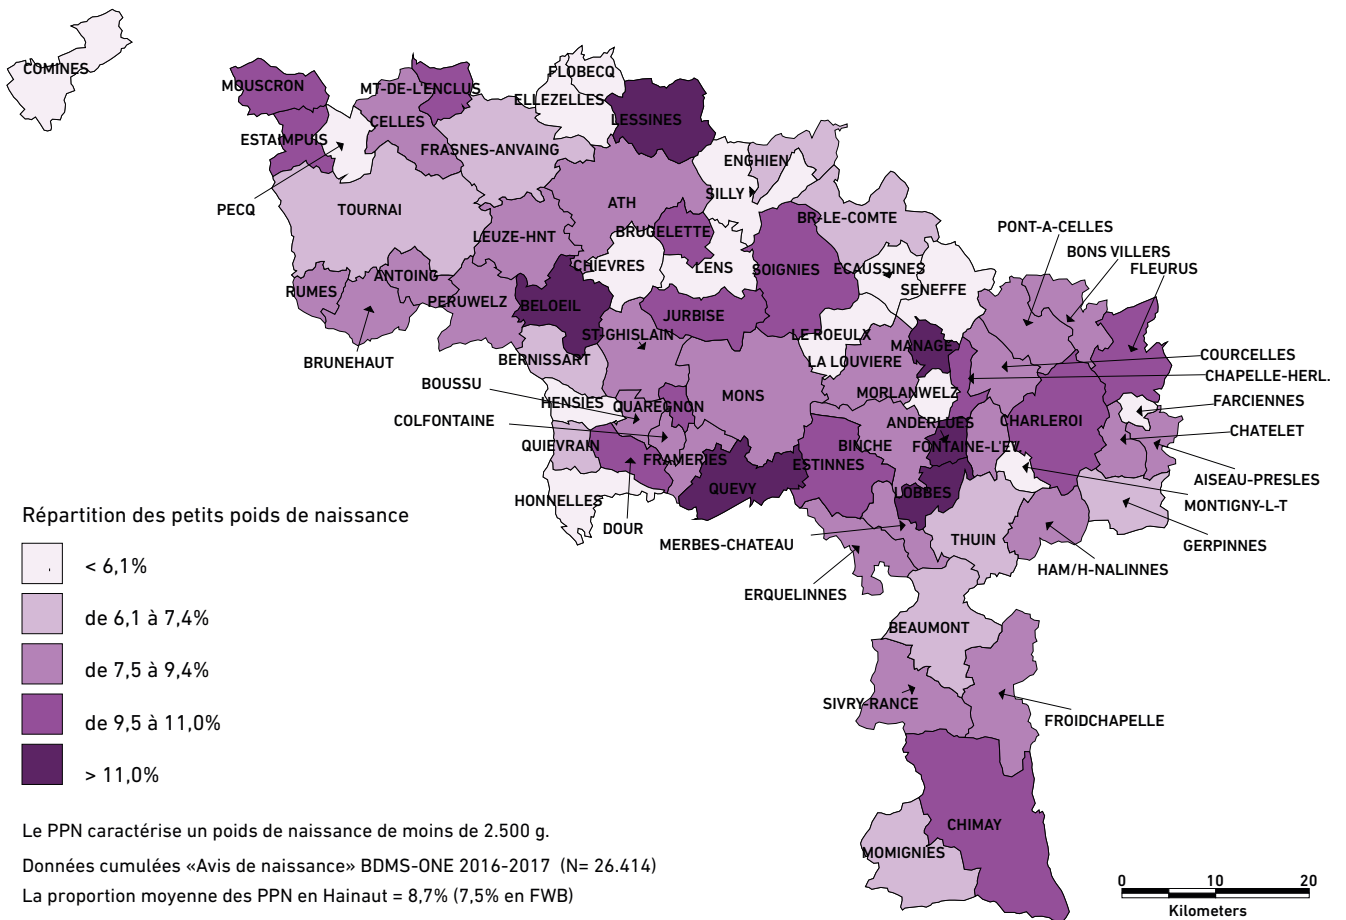 COMINES
MOUSCRON
MT-DE-L'ENCLUS
FLOBECQ
ELLEZELLES
CELLES
LESSINES
ESTAIMPUIS
FRASNES-ANVAING
ENGHIEN
SILLY
PECQ
TOURNAI
ATH
BR-LE-COMTE
BRUGELETTE
LEUZE-HNT
PONT-A-CELLES
BONS VILLERS
FLEURUS
CHIEVRES
LENS
SOIGNIES
ECAUSSINES
ANTOING
RUMES
SENEFFE
PERUWELZ
BELOEIL
JURBISE
ST-GHISLAIN
LE ROEULX
MANAGE
BRUNEHAUT
BERNISSART
LA LOUVIERE
COURCELLES
CHAPELLE-HERL.
BOUSSU
MORLANWELZ
MONS
HENSIES
QUAREGNON
FARCIENNES
COLFONTAINE
ANDERLUES
CHARLEROI
CHATELET
QUIEVRAIN
BINCHE
FONTAINE-L'EV.
FRAMERIES
ESTINNES
AISEAU-PRESLES
QUEVY
LOBBES
HONNELLES
MONTIGNY-L-T
DOUR
MERBES-CHATEAU
THUIN
GERPINNES
HAM/H-NALINNES
ERQUELINNES
BEAUMONT
SIVRY-RANCE
FROIDCHAPELLE
CHIMAY
MOMIGNIES
Répartition des petits poids de naissance
< 6,1%
de 6,1 à 7,4%
de 7,5 à 9,4%
de 9,5 à 11,0%
> 11,0%
Le PPN caractérise un poids de naissance de moins de 2.500 g.
Données cumulées «Avis de naissance» BDMS-ONE 2016-2017 (N= 26.414)
La proportion moyenne des PPN en Hainaut = 8,7% (7,5% en FWB)
0 10 20
Kilometers